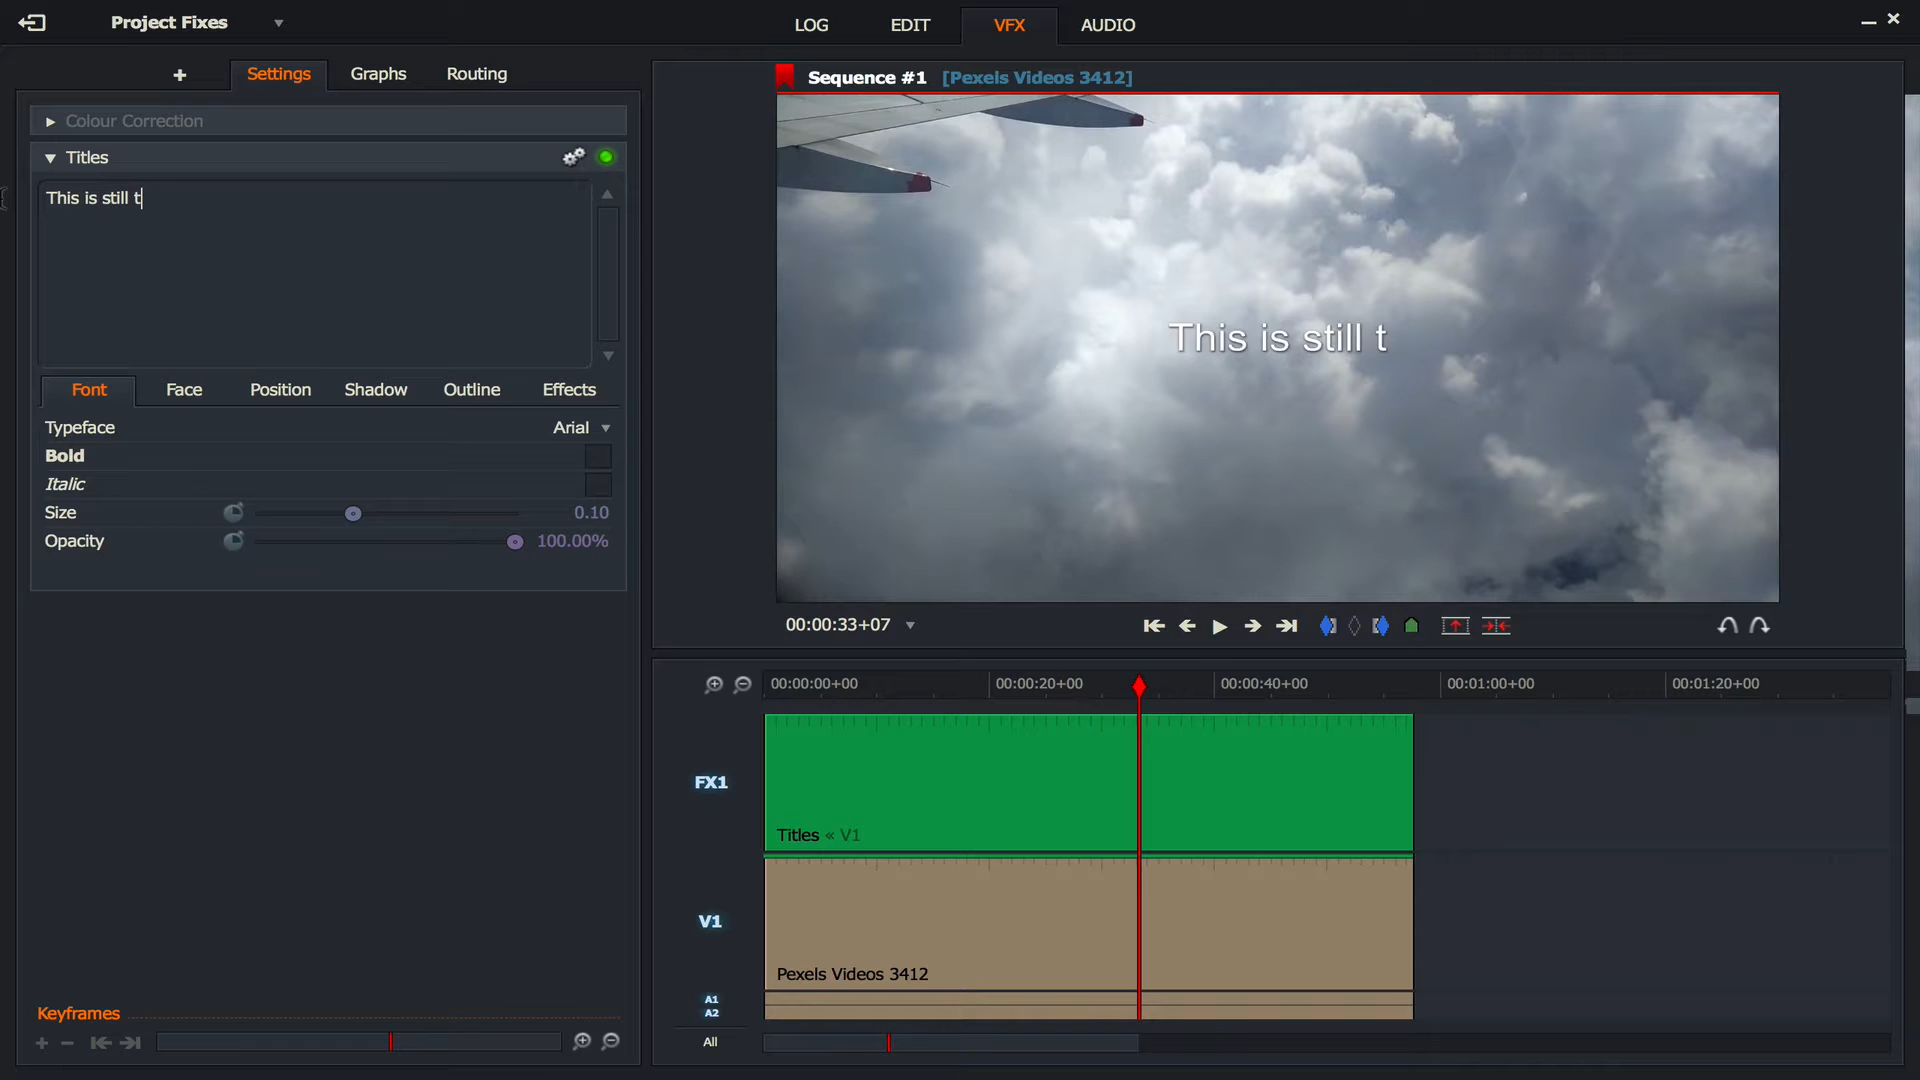 Project Fixes
LOG EDIT VFX AUDIO
+ Settings Graphs Routing
Colour Correction
Titles
This is still t
Font Face Position Shadow Outline Effects
Typeface Arial
Bold
Italic
Size 0.10
Opacity 100.00%
Keyframes
Sequence #1 [Pexels Videos 3412]
This is still t
00:00:33+07
00:00:00+00 00:00:20+00 00:00:40+00 00:01:00+00 00:01:20+00
FX1
Titles « V1
V1
Pexels Videos 3412
A1
A2
All